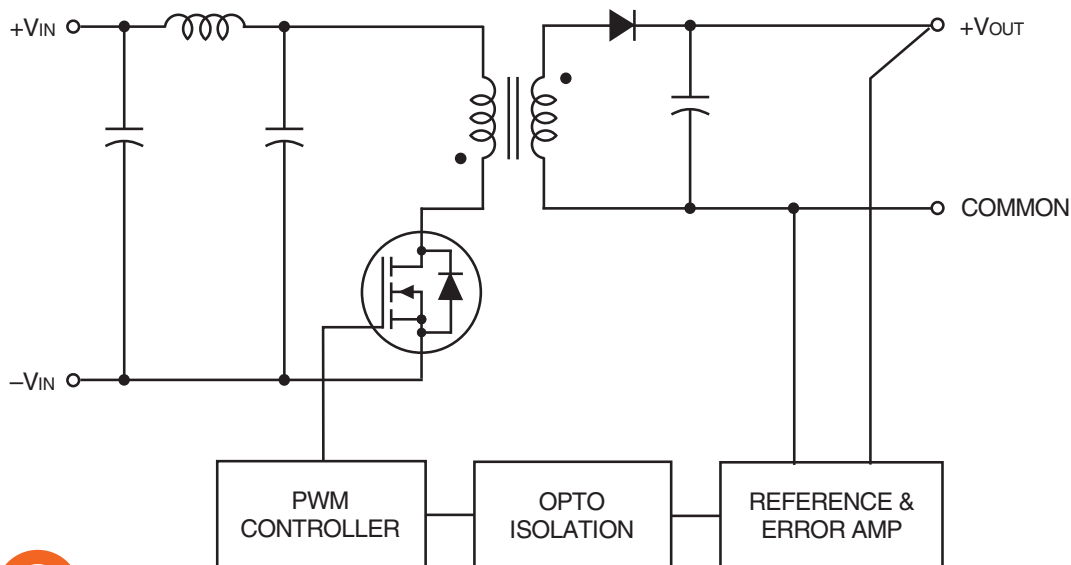 +VIN
+VOUT
COMMON
–VIN
PWM
CONTROLLER
OPTO
ISOLATION
REFERENCE &
ERROR AMP